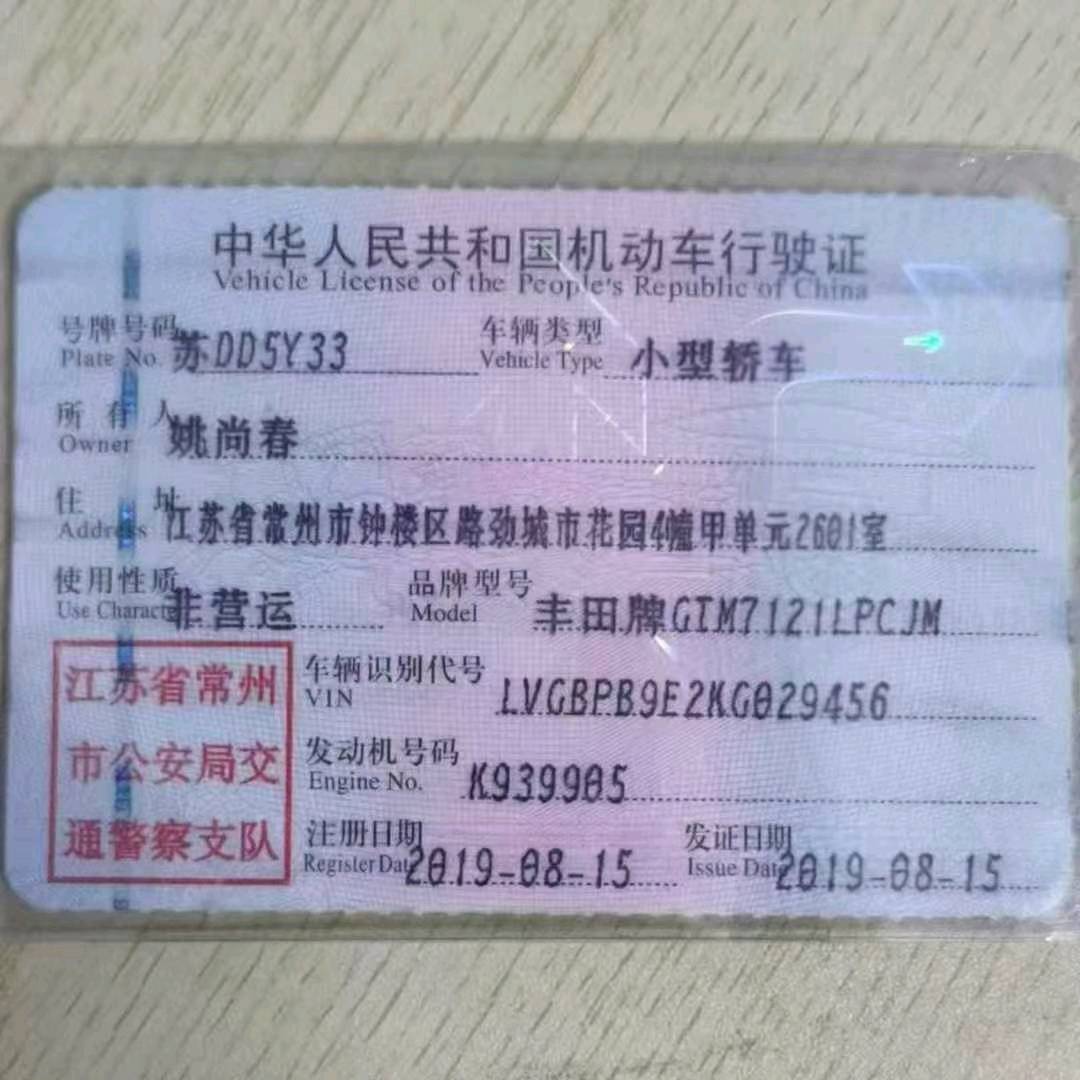 中华人民共和国机动车行驶证
Vehicle License of the People's Republic of China
号牌号码 苏DD5Y33 车辆类型 小型轿车
Plate No. Vehicle Type
所有人 姚尚春
Owner
住址 江苏省常州市钟楼区路劲城市花园4幢甲单元2601室
Address
使用性质 非营运 品牌型号 丰田牌GTM7121LPCJM
Use Character Model
江苏省常州
市公安局交
通警察支队
车辆识别代号 LVGBPB9E2KG029456
VIN
发动机号码 K939905
Engine No.
注册日期 2019-08-15 发证日期 2019-08-15
Register Date Issue Date